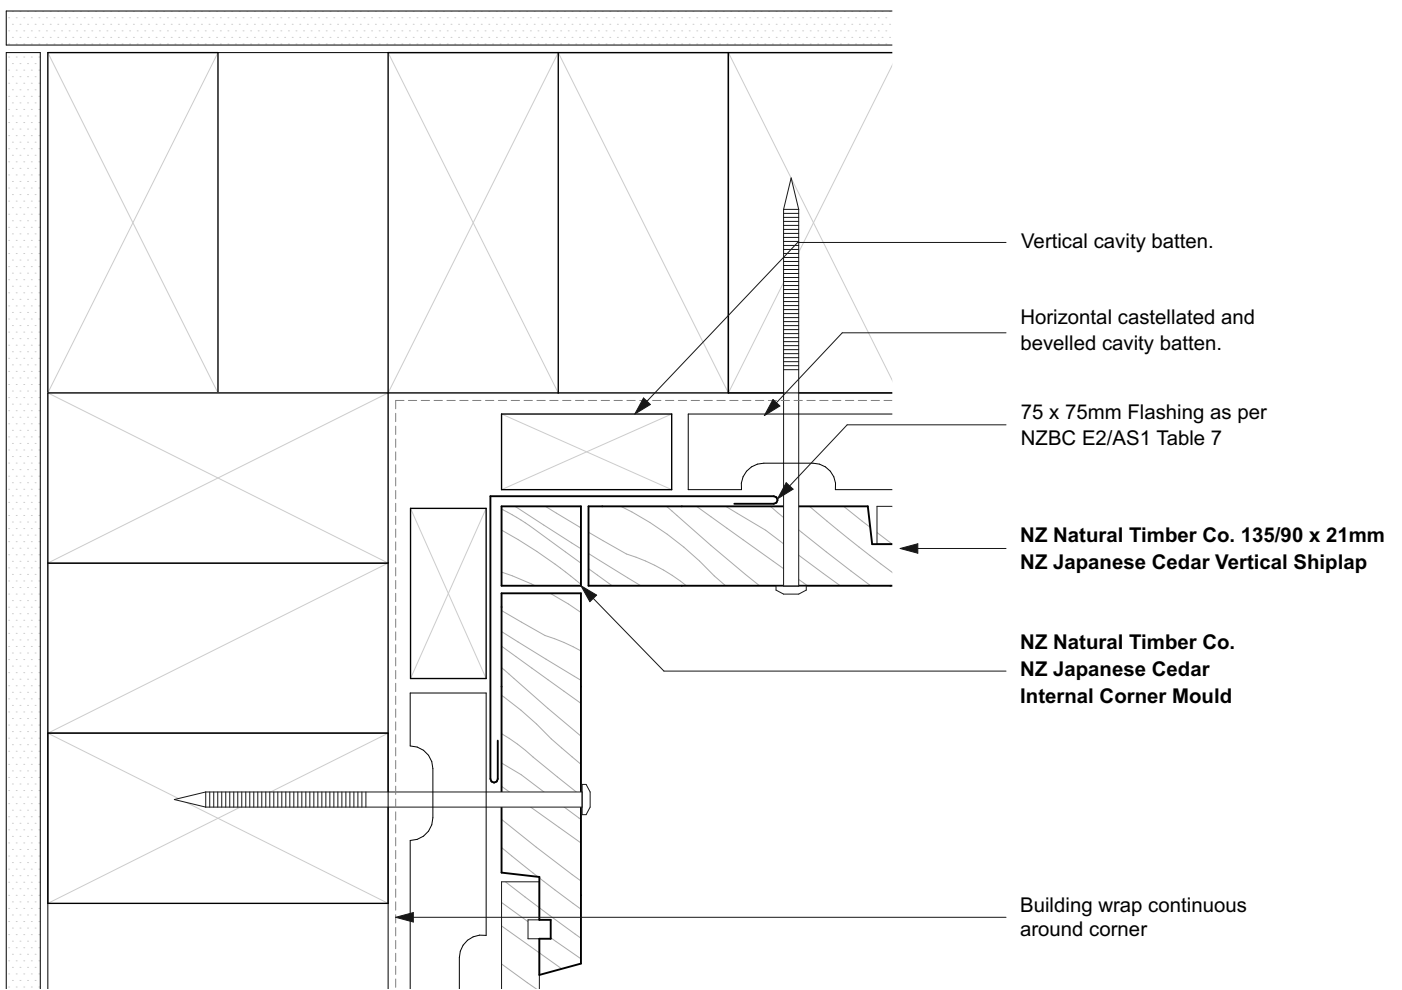 Vertical cavity batten.
Horizontal castellated and
bevelled cavity batten.
75 x 75mm Flashing as per
NZBC E2/AS1 Table 7
NZ Natural Timber Co. 135/90 x 21mm
NZ Japanese Cedar Vertical Shiplap
NZ Natural Timber Co.
NZ Japanese Cedar
Internal Corner Mould
Building wrap continuous
around corner